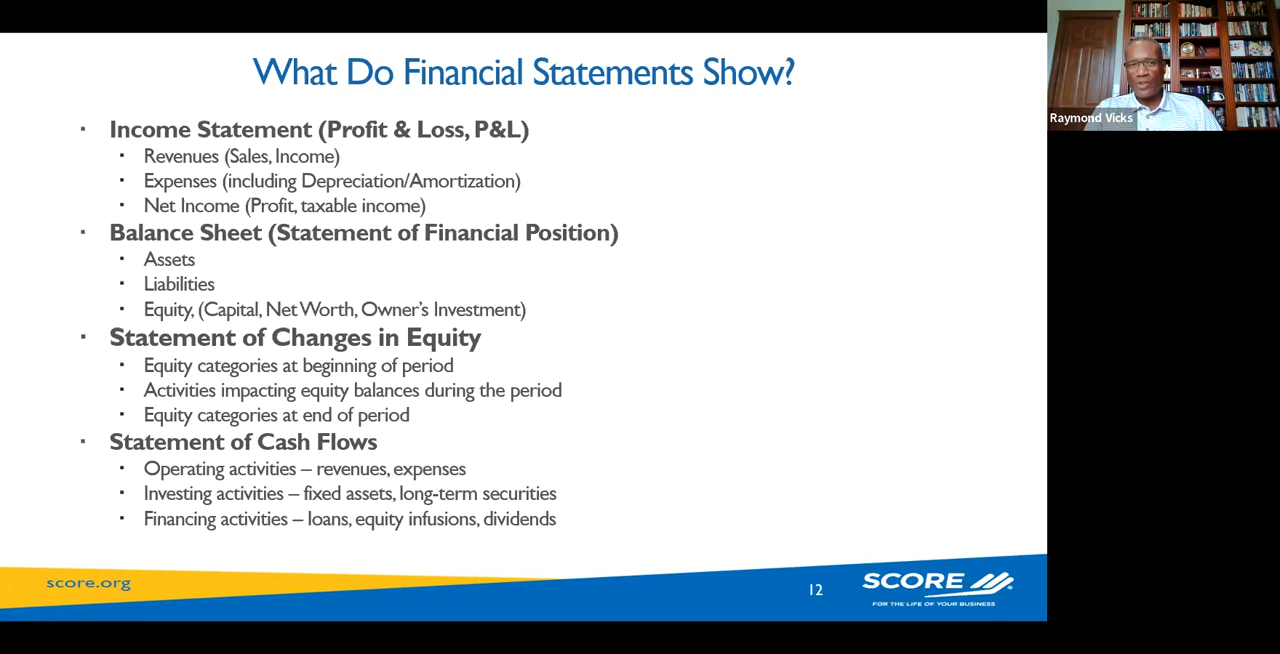 What Do Financial Statements Show?
· Income Statement (Profit & Loss, P&L)
· Revenues (Sales, Income)
· Expenses (including Depreciation/Amortization)
· Net Income (Profit, taxable income)
· Balance Sheet (Statement of Financial Position)
· Assets
· Liabilities
· Equity, (Capital, Net Worth, Owner’s Investment)
· Statement of Changes in Equity
· Equity categories at beginning of period
· Activities impacting equity balances during the period
· Equity categories at end of period
· Statement of Cash Flows
· Operating activities – revenues, expenses
· Investing activities – fixed assets, long-term securities
· Financing activities – loans, equity infusions, dividends
score.org
12
SCORE
FOR THE LIFE OF YOUR BUSINESS
Raymond Vicks